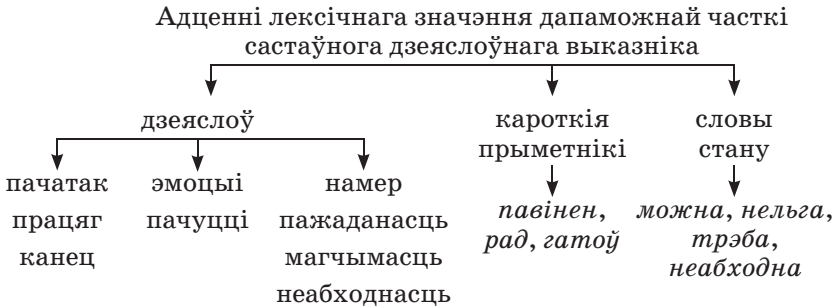 Адценні лексічнага значэння дапаможнай часткі
састаўнога дзеяслоўнага выказніка
дзеяслоў
пачатак
працяг
канец
эмоцыі
пачуцці
намер
пажаданасць
магчымасць
неабходнасць
кароткія
прыметнікі
павінен,
рад, гатоў
словы
стану
можна, нельга,
трэба,
неабходна